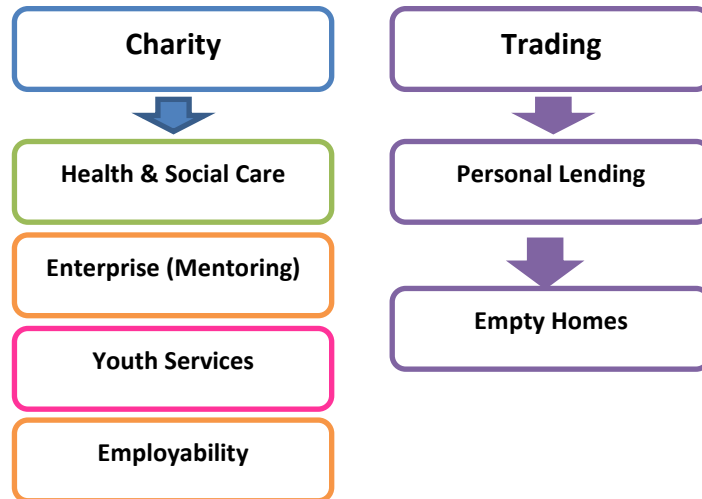 Charity
Health & Social Care
Enterprise (Mentoring)
Youth Services
Employability
Trading
Personal Lending
Empty Homes